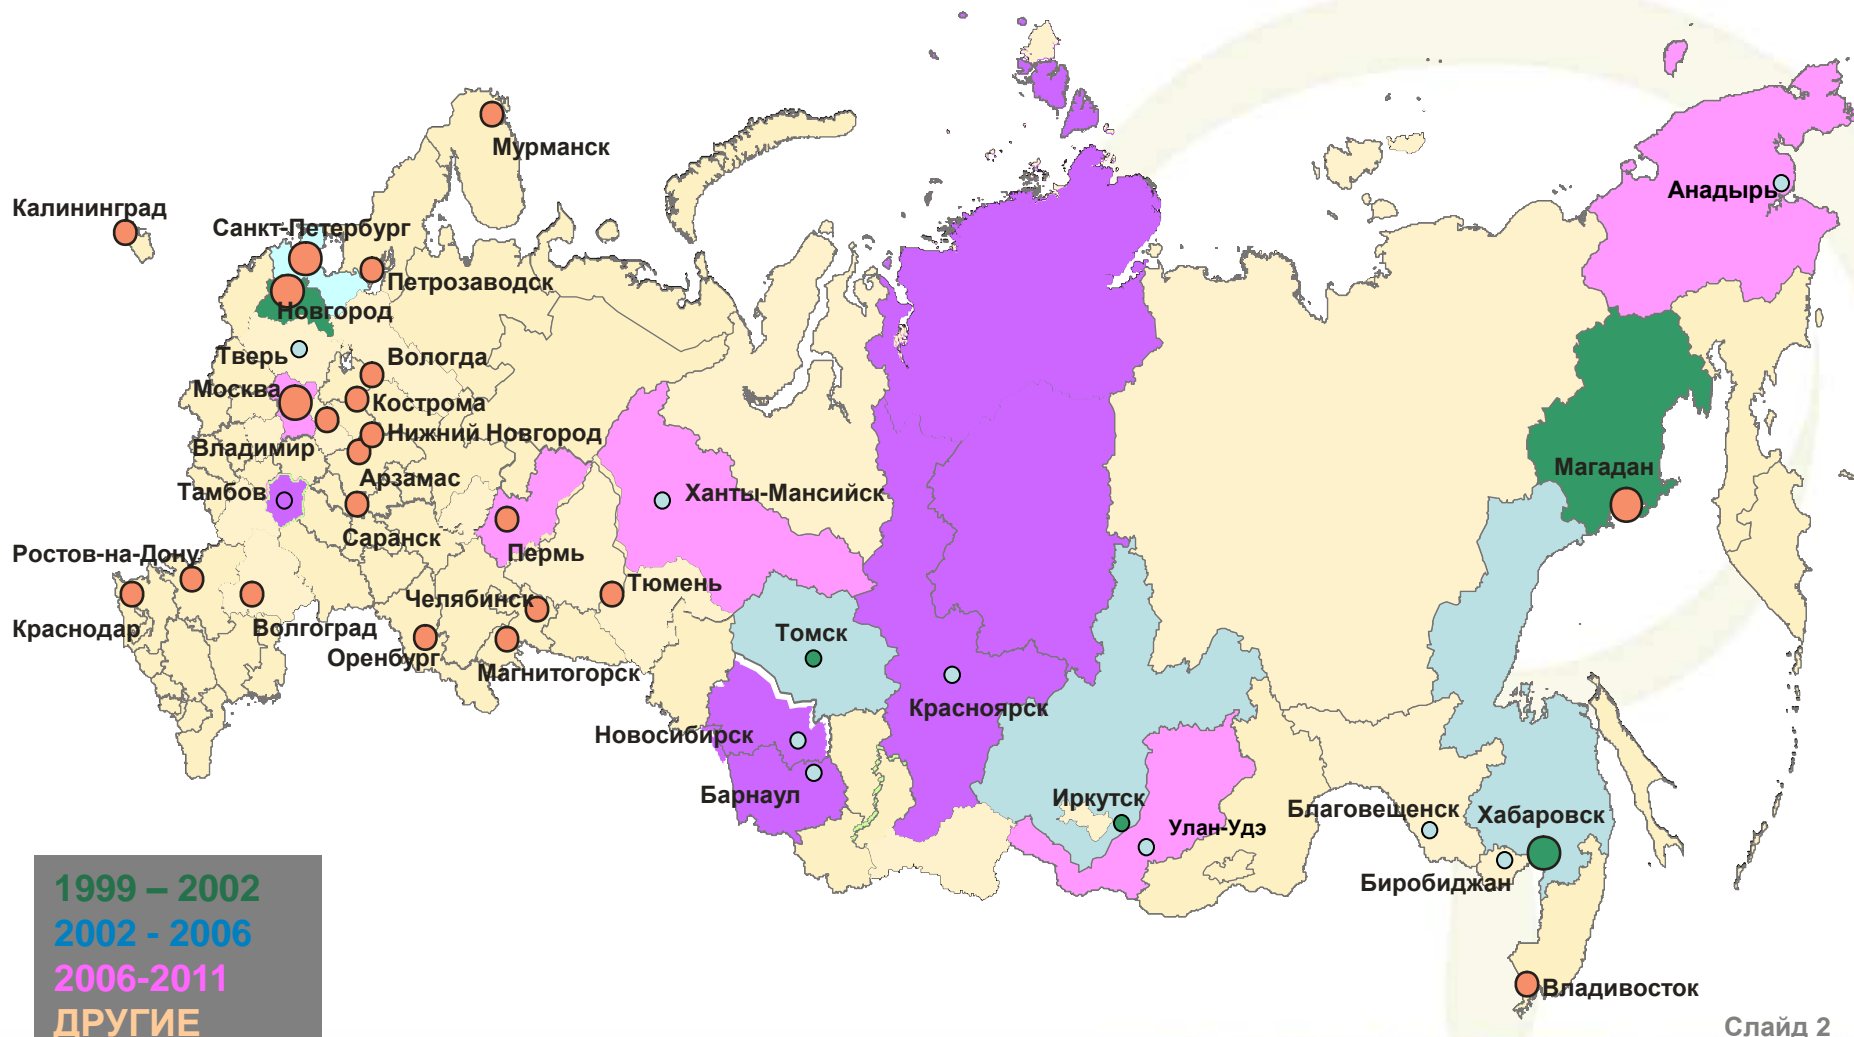 Мурманск
Анадырь
Калининград
Санкт-Петербург
Петрозаводск
Новгород
Тверь
Вологда
Москва
Кострома
Нижний Новгород
Владимир
Магадан
Арзамас
Тамбов
Ханты-Мансийск
Саранск
Пермь
Ростов-на-Дону
Тюмень
Челябинск
Краснодар
Волгоград
Томск
Оренбург
Магнитогорск
Красноярск
Новосибирск
Барнаул
Иркутск
Благовещенск
Хабаровск
Улан-Удэ
Биробиджан
1999 – 2002
2002 - 2006
2006-2011
ДРУГИЕ
Владивосток
Слайд 2